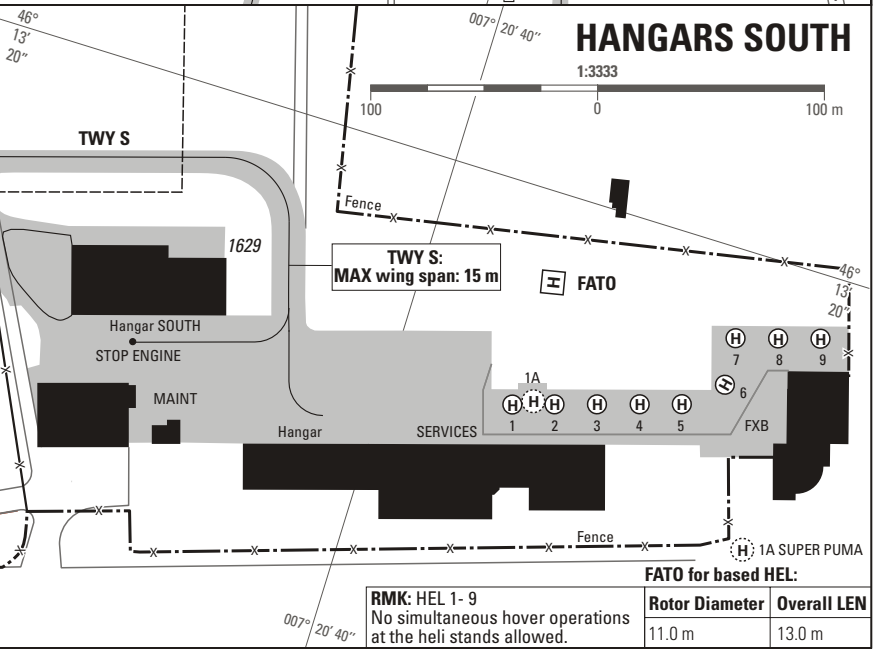 46°
13'
20"
007° 20' 40"
HANGARS SOUTH
1:3333
100
0
100 m
TWY S
Fence
1629
TWY S:
MAX wing span: 15 m
H FATO
46°
13'
20"
Hangar SOUTH
STOP ENGINE
H H H
7 8 9
1A
H 6
MAINT
H H H H H H
1 2 3 4 5
Hangar
SERVICES
FXB
Fence
H 1A SUPER PUMA
FATO for based HEL:
RMK: HEL 1- 9
No simultaneous hover operations
at the heli stands allowed.
Rotor Diameter Overall LEN
11.0 m 13.0 m
007° 20' 40"